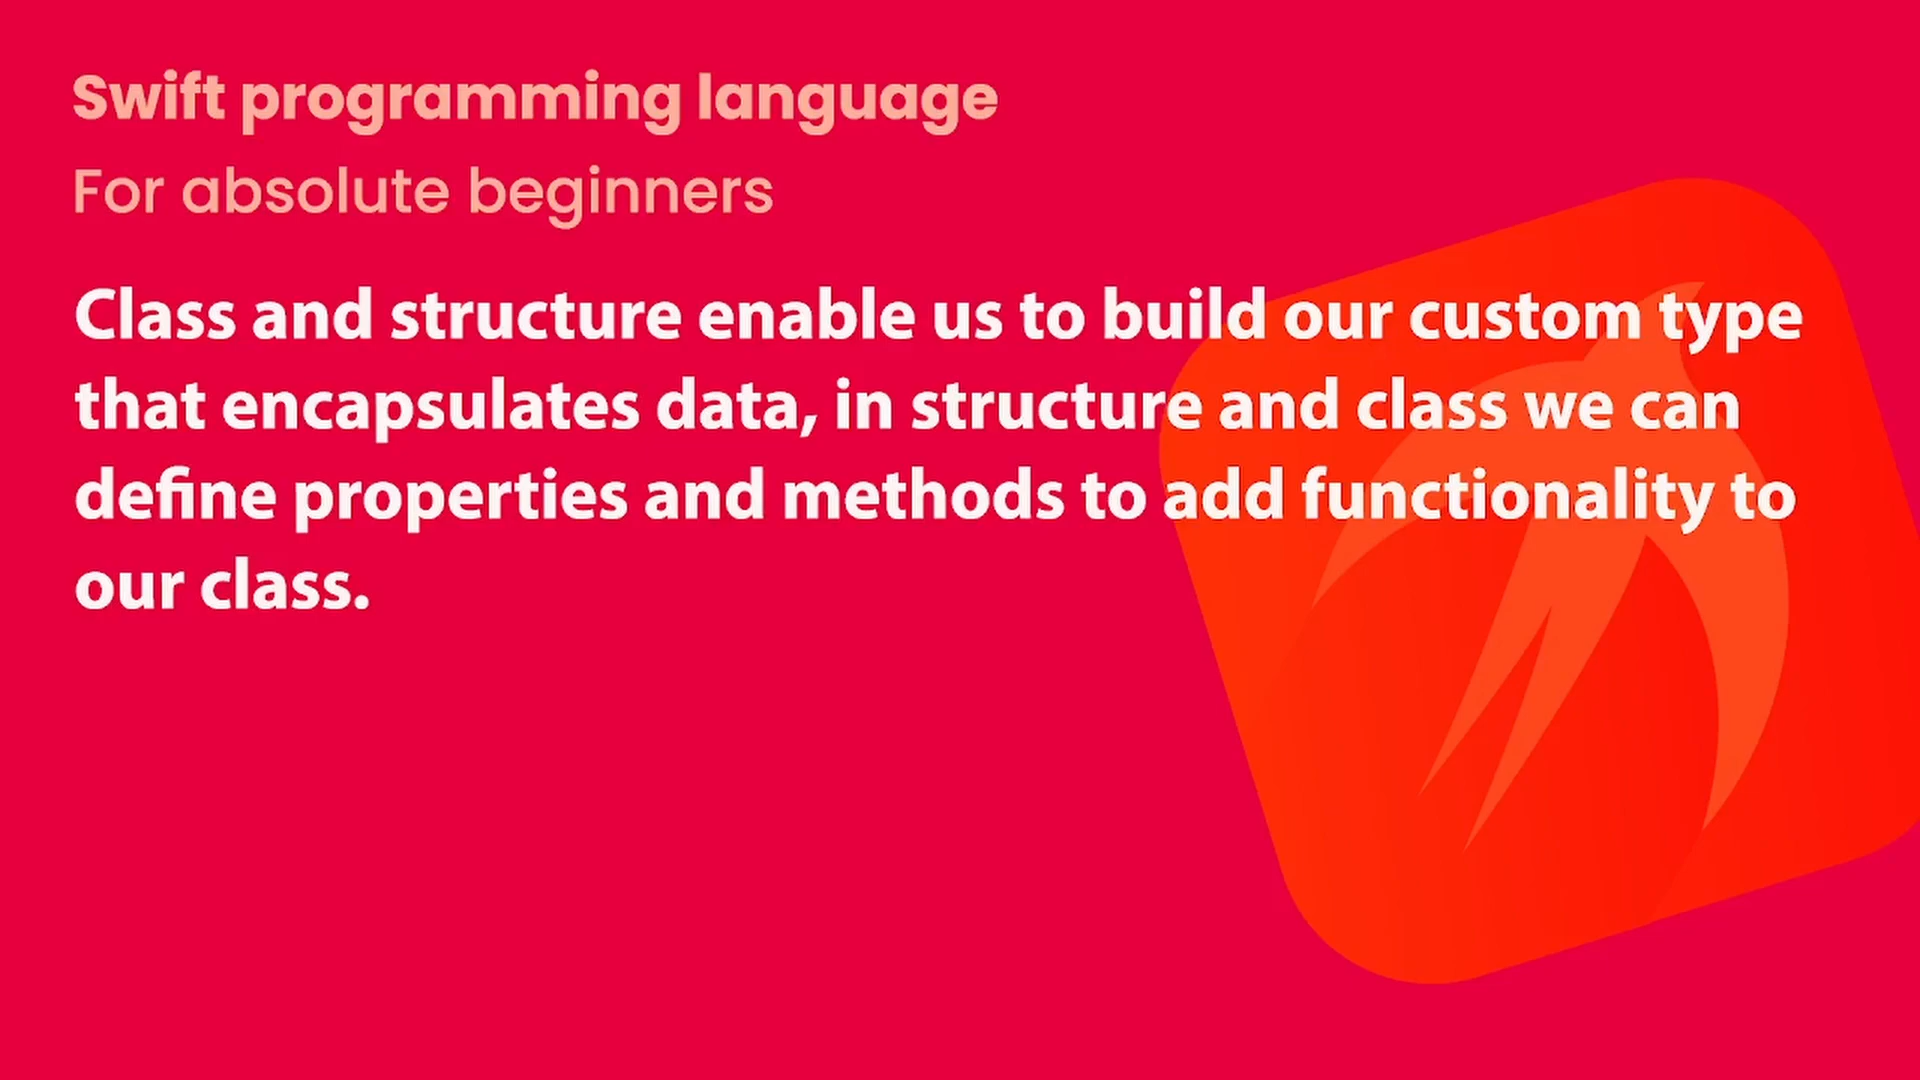 Swift programming language
For absolute beginners
Class and structure enable us to build our custom type
that encapsulates data, in structure and class we can
define properties and methods to add functionality to
our class.